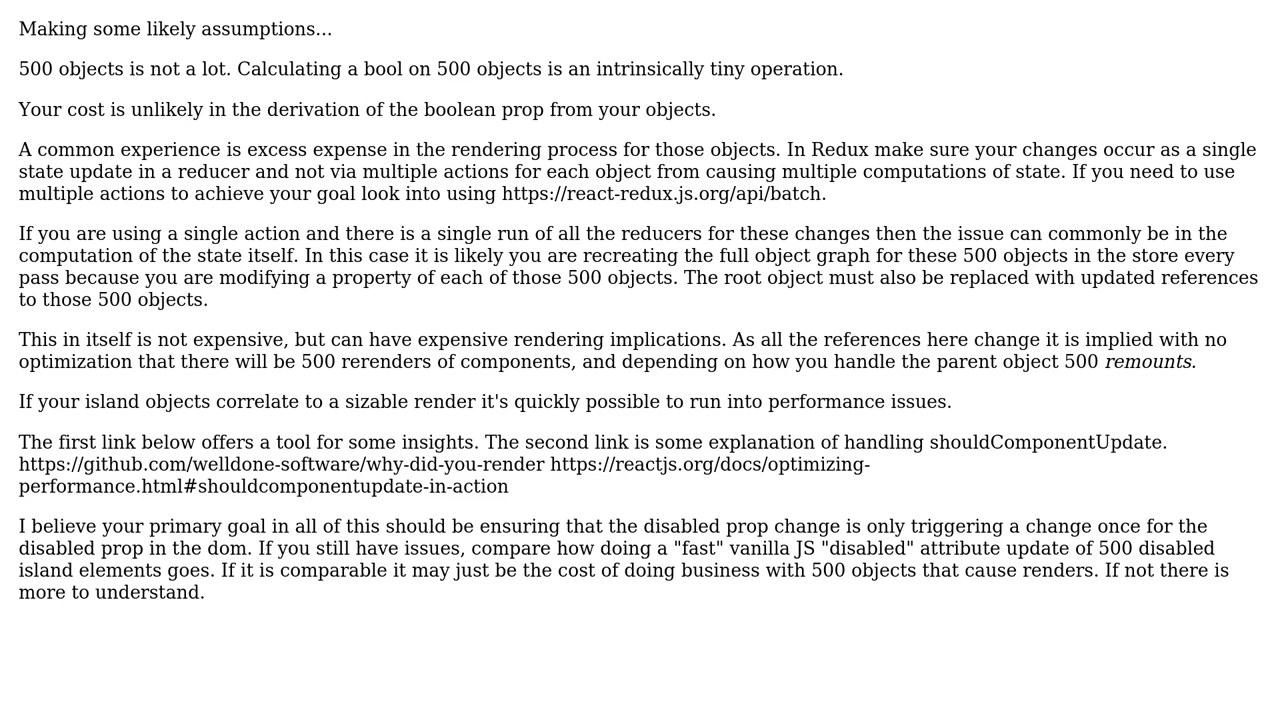 Making some likely assumptions...
500 objects is not a lot. Calculating a bool on 500 objects is an intrinsically tiny operation.
Your cost is unlikely in the derivation of the boolean prop from your objects.
A common experience is excess expense in the rendering process for those objects. In Redux make sure your changes occur as a single
state update in a reducer and not via multiple actions for each object from causing multiple computations of state. If you need to use
multiple actions to achieve your goal look into using https://react-redux.js.org/api/batch.
If you are using a single action and there is a single run of all the reducers for these changes then the issue can commonly be in the
computation of the state itself. In this case it is likely you are recreating the full object graph for these 500 objects in the store every
pass because you are modifying a property of each of those 500 objects. The root object must also be replaced with updated references
to those 500 objects.
This in itself is not expensive, but can have expensive rendering implications. As all the references here change it is implied with no
optimization that there will be 500 rerenders of components, and depending on how you handle the parent object 500 remounts.
If your island objects correlate to a sizable render it's quickly possible to run into performance issues.
The first link below offers a tool for some insights. The second link is some explanation of handling shouldComponentUpdate.
https://github.com/welldone-software/why-did-you-render https://reactjs.org/docs/optimizing-
performance.html#shouldcomponentupdate-in-action
I believe your primary goal in all of this should be ensuring that the disabled prop change is only triggering a change once for the
disabled prop in the dom. If you still have issues, compare how doing a "fast" vanilla JS "disabled" attribute update of 500 disabled
island elements goes. If it is comparable it may just be the cost of doing business with 500 objects that cause renders. If not there is
more to understand.